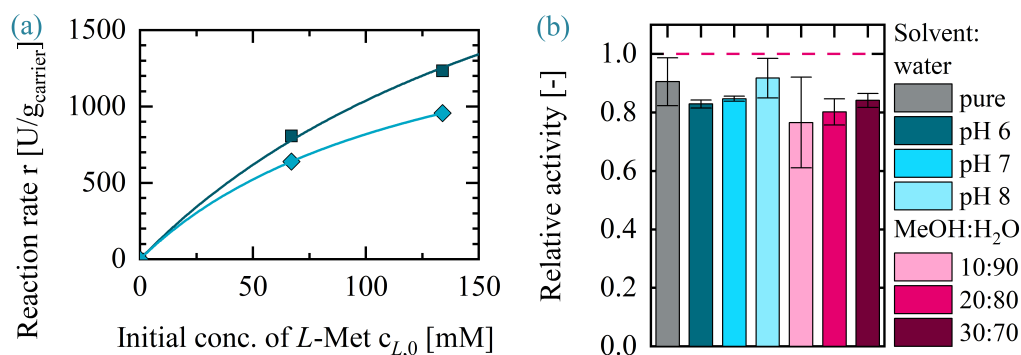 (a)
Reaction rate r [U/g_carrier]
1500
1000
500
0
0
50
100
150
Initial conc. of L-Met c_L,0 [mM]
(b)
Relative activity [-]
1.0
0.8
0.6
0.4
0.2
0.0
Solvent:
water
pure
pH 6
pH 7
pH 8
MeOH:H₂O
10:90
20:80
30:70